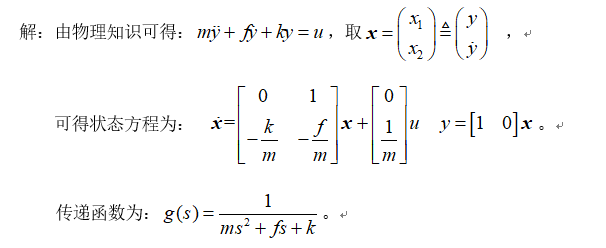 解：由物理知识可得：mÿ + fẏ + ky = u，取 x = (x₁ x₂) ≜ (y ẏ) ，
可得状态方程为： ẋ = [0 1; -k/m -f/m] x + [0; 1/m] u  y = [1 0] x 。
传递函数为：g(s) = 1/(ms² + fs + k) 。